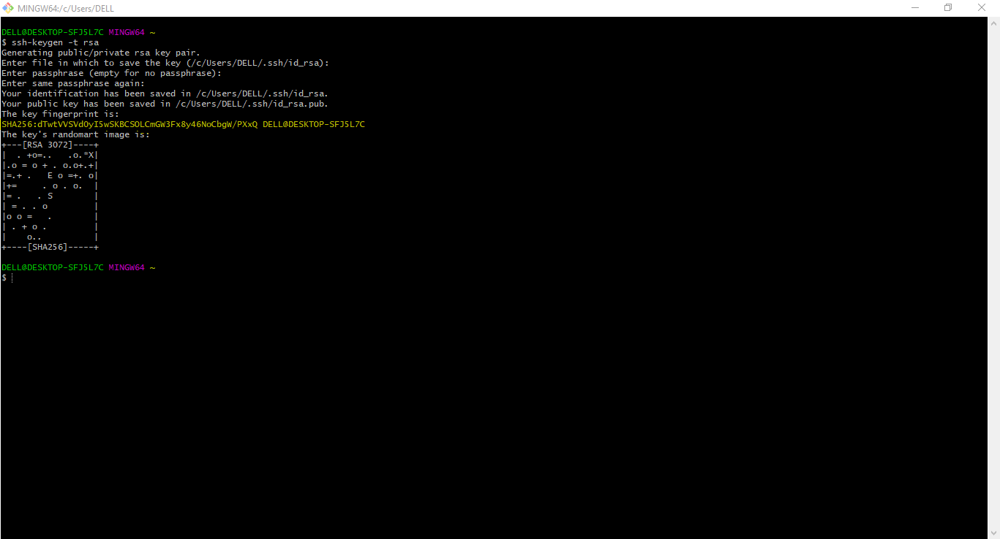 MINGW64:/c/Users/DELL
DELL@DESKTOP-SFJ5L7C MINGW64 ~
$ ssh-keygen -t rsa
Generating public/private rsa key pair.
Enter file in which to save the key (/c/Users/DELL/.ssh/id_rsa):
Enter passphrase (empty for no passphrase):
Enter same passphrase again:
Your identification has been saved in /c/Users/DELL/.ssh/id_rsa.
Your public key has been saved in /c/Users/DELL/.ssh/id_rsa.pub.
The key fingerprint is:
SHA256:dTwtVVSVdOyI5wSKBCSOLCmGW3Fx8y46NoCbgW/PXxQ DELL@DESKTOP-SFJ5L7C
The key's randomart image is:
+---[RSA 3072]----+
|  . +o=..   .o.*X|
|.o = o + . o.o+.+|
|=.+ .   E o =+. o|
|+=     . o . o.  |
|= .   . S        |
| = . . o         |
|o o =   .        |
| . + o .         |
|    o..          |
+----[SHA256]-----+
DELL@DESKTOP-SFJ5L7C MINGW64 ~
$